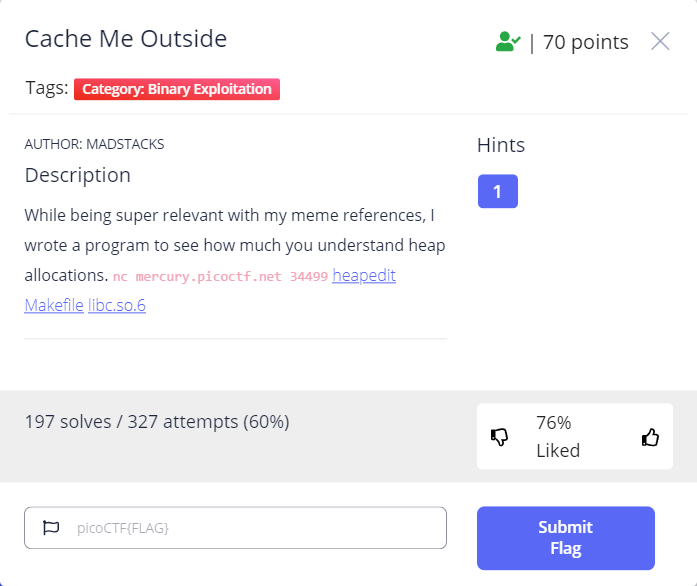 Cache Me Outside
| 70 points
Tags: Category: Binary Exploitation
AUTHOR: MADSTACKS
Description
While being super relevant with my meme references, I
wrote a program to see how much you understand heap
allocations. nc mercury.picoctf.net 34499 heapedit
Makefile libc.so.6
Hints
1
197 solves / 327 attempts (60%)
76%
Liked
picoCTF{FLAG}
Submit
Flag